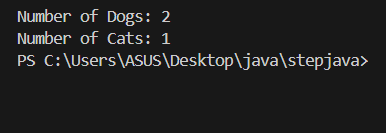 Number of Dogs: 2
Number of Cats: 1
PS C:\Users\ASUS\Desktop\java\stepjava>